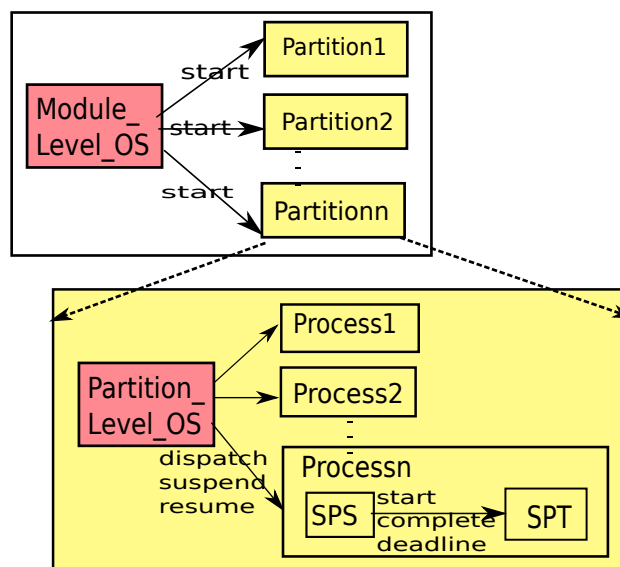 Partition1
start
Module_
Level_OS
start
Partition2
start
Partitionn
Process1
Partition_
Level_OS
Process2
dispatch
suspend
resume
Processn
SPS
start
complete
deadline
SPT